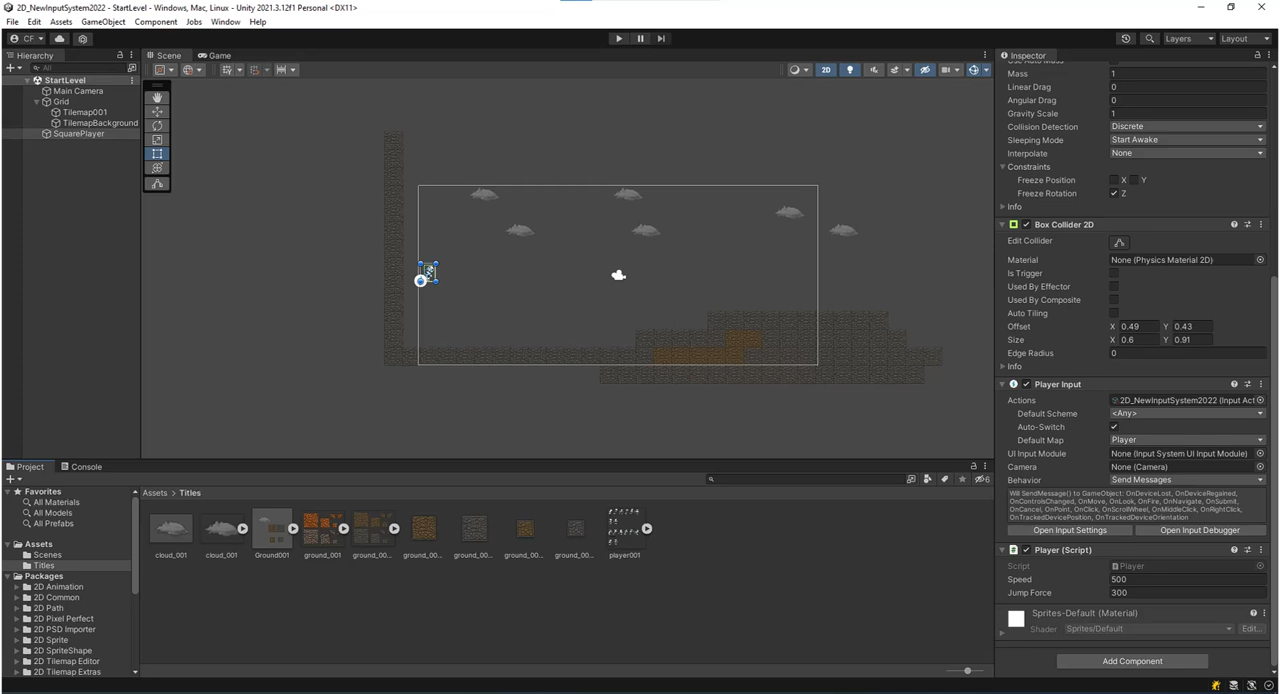 2D_NewInputSystem2022 - StartLevel - Windows, Mac, Linux - Unity 2021.3.12f1 Personal <DX11>
File Edit Assets GameObject Component Jobs Window Help
CF
Layers Layout
Hierarchy
All
StartLevel
Main Camera
Grid
Tilemap001
TilemapBackground
SquarePlayer
Scene Game
2D
Inspector
Mass 1
Linear Drag 0
Angular Drag 0
Gravity Scale 1
Collision Detection Discrete
Sleeping Mode Start Awake
Interpolate None
Constraints
Freeze Position X Y
Freeze Rotation Z
Info
Box Collider 2D
Edit Collider
Material None (Physics Material 2D)
Is Trigger
Used By Effector
Used By Composite
Auto Tiling
Offset X 0.49 Y 0.43
Size X 0.6 Y 0.91
Edge Radius 0
Info
Player Input
Actions 2D_NewInputSystem2022 (Input Act
Default Scheme <Any>
Auto-Switch
Default Map Player
UI Input Module None (Input System UI Input Module)
Camera None (Camera)
Behavior Send Messages
Will SendMessage() to GameObject: OnDeviceLost, OnDeviceRegained,
OnControlsChanged, OnMove, OnLook, OnFire, OnNavigate, OnSubmit,
OnCancel, OnPoint, OnClick, OnScrollWheel, OnMiddleClick, OnRightClick,
OnTrackedDevicePosition, OnTrackedDeviceOrientation
Open Input Settings Open Input Debugger
Player (Script)
Script Player
Speed 500
Jump Force 300
Sprites-Default (Material)
Shader Sprites/Default Edit...
Add Component
Project Console
6
Favorites
All Materials
All Models
All Prefabs
Assets
Scenes
Titles
Packages
2D Animation
2D Common
2D Path
2D Pixel Perfect
2D PSD Importer
2D Sprite
2D SpriteShape
2D Tilemap Editor
2D Tilemap Extras
Assets > Titles
cloud_001 cloud_001 Ground001 ground_001 ground_00... ground_00... ground_00... ground_00... ground_00... player001